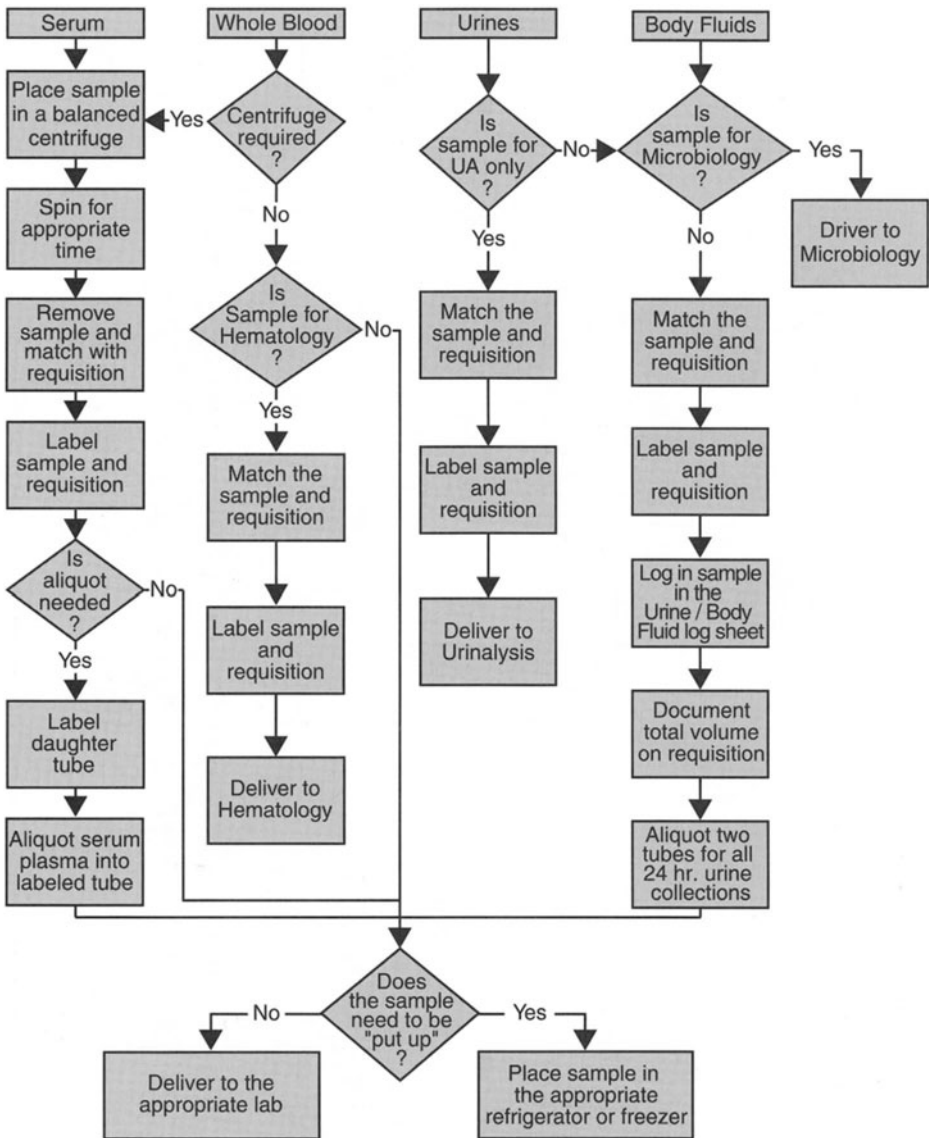 Serum
Place sample
in a balanced
centrifuge
Spin for
appropriate
time
Remove
sample and
match with
requisition
Label
sample and
requisition
Is
aliquot
needed
?
No
Yes
Label
daughter
tube
Aliquot serum
plasma into
labeled tube
Whole Blood
Centrifuge
required
?
Yes
No
Is
Sample for
Hematology
?
No
Yes
Match the
sample and
requisition
Label sample
and
requisition
Deliver to
Hematology
Urines
Is
sample for
UA only
?
No
Yes
Match the
sample and
requisition
Label sample
and
requisition
Deliver to
Urinalysis
Body Fluids
Is
sample for
Microbiology
?
Yes
Driver to
Microbiology
No
Match the
sample and
requisition
Label sample
and
requisition
Log in sample
in the
Urine / Body
Fluid log sheet
Document
total volume
on requisition
Aliquot two
tubes for all
24 hr. urine
collections
Does
the sample
need to be
"put up"
?
No
Yes
Deliver to the
appropriate lab
Place sample in
the appropriate
refrigerator or freezer